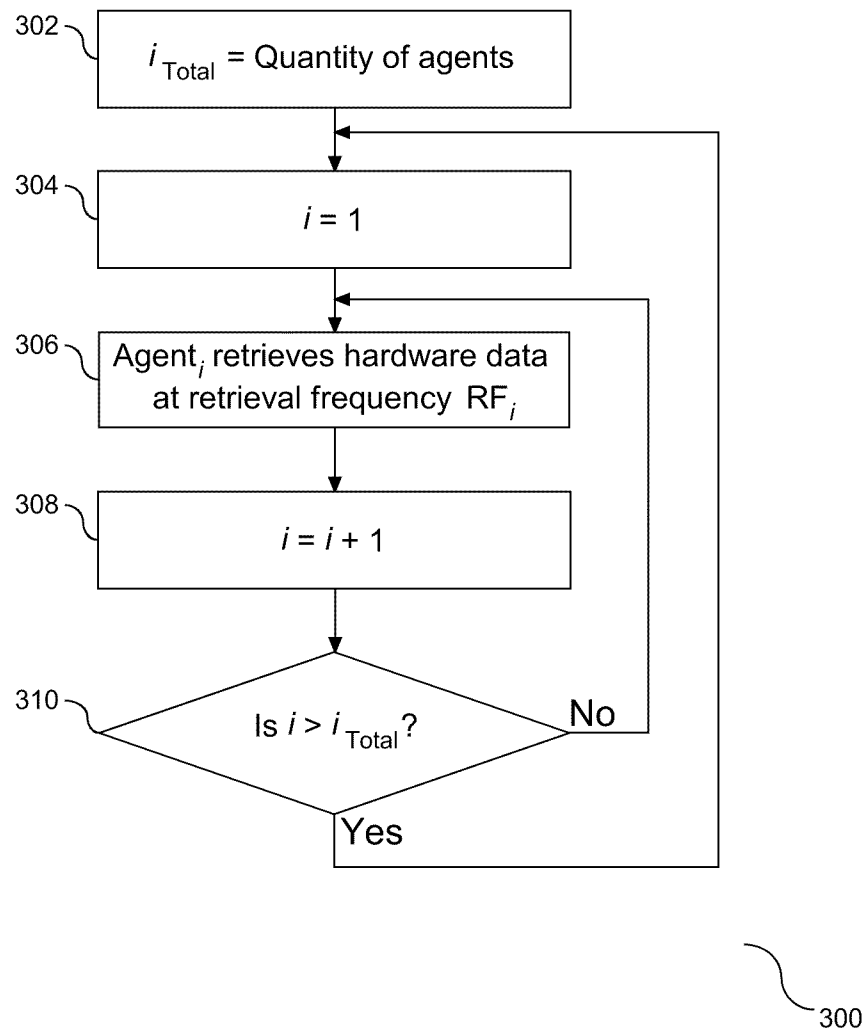 302
i Total = Quantity of agents
304
i = 1
306
Agent i retrieves hardware data
at retrieval frequency RF i
308
i = i + 1
310
Is i > i Total ?
No
Yes
300